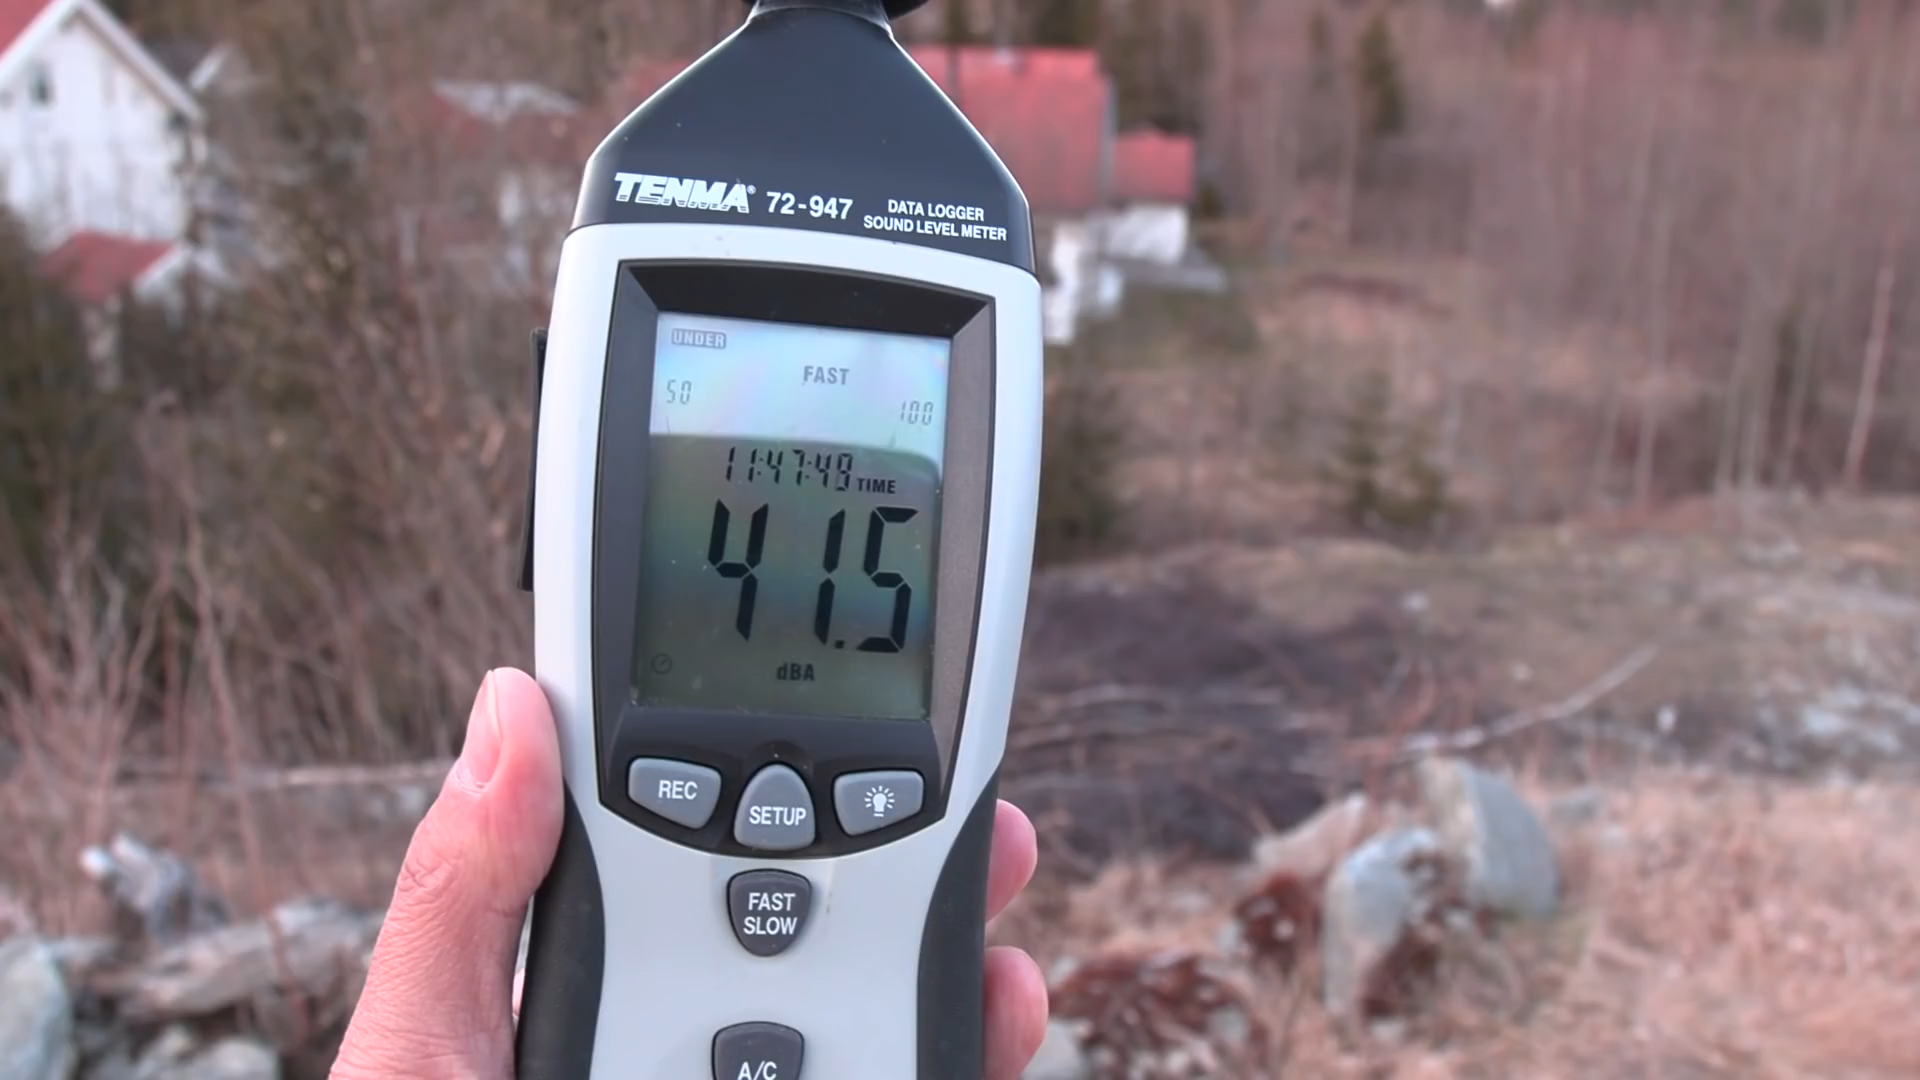 TENMA® 72-947 DATA LOGGER
SOUND LEVEL METER
UNDER
FAST
50 100
11:47:48 TIME
41.5
dBA
REC
SETUP
FAST
SLOW
A/C